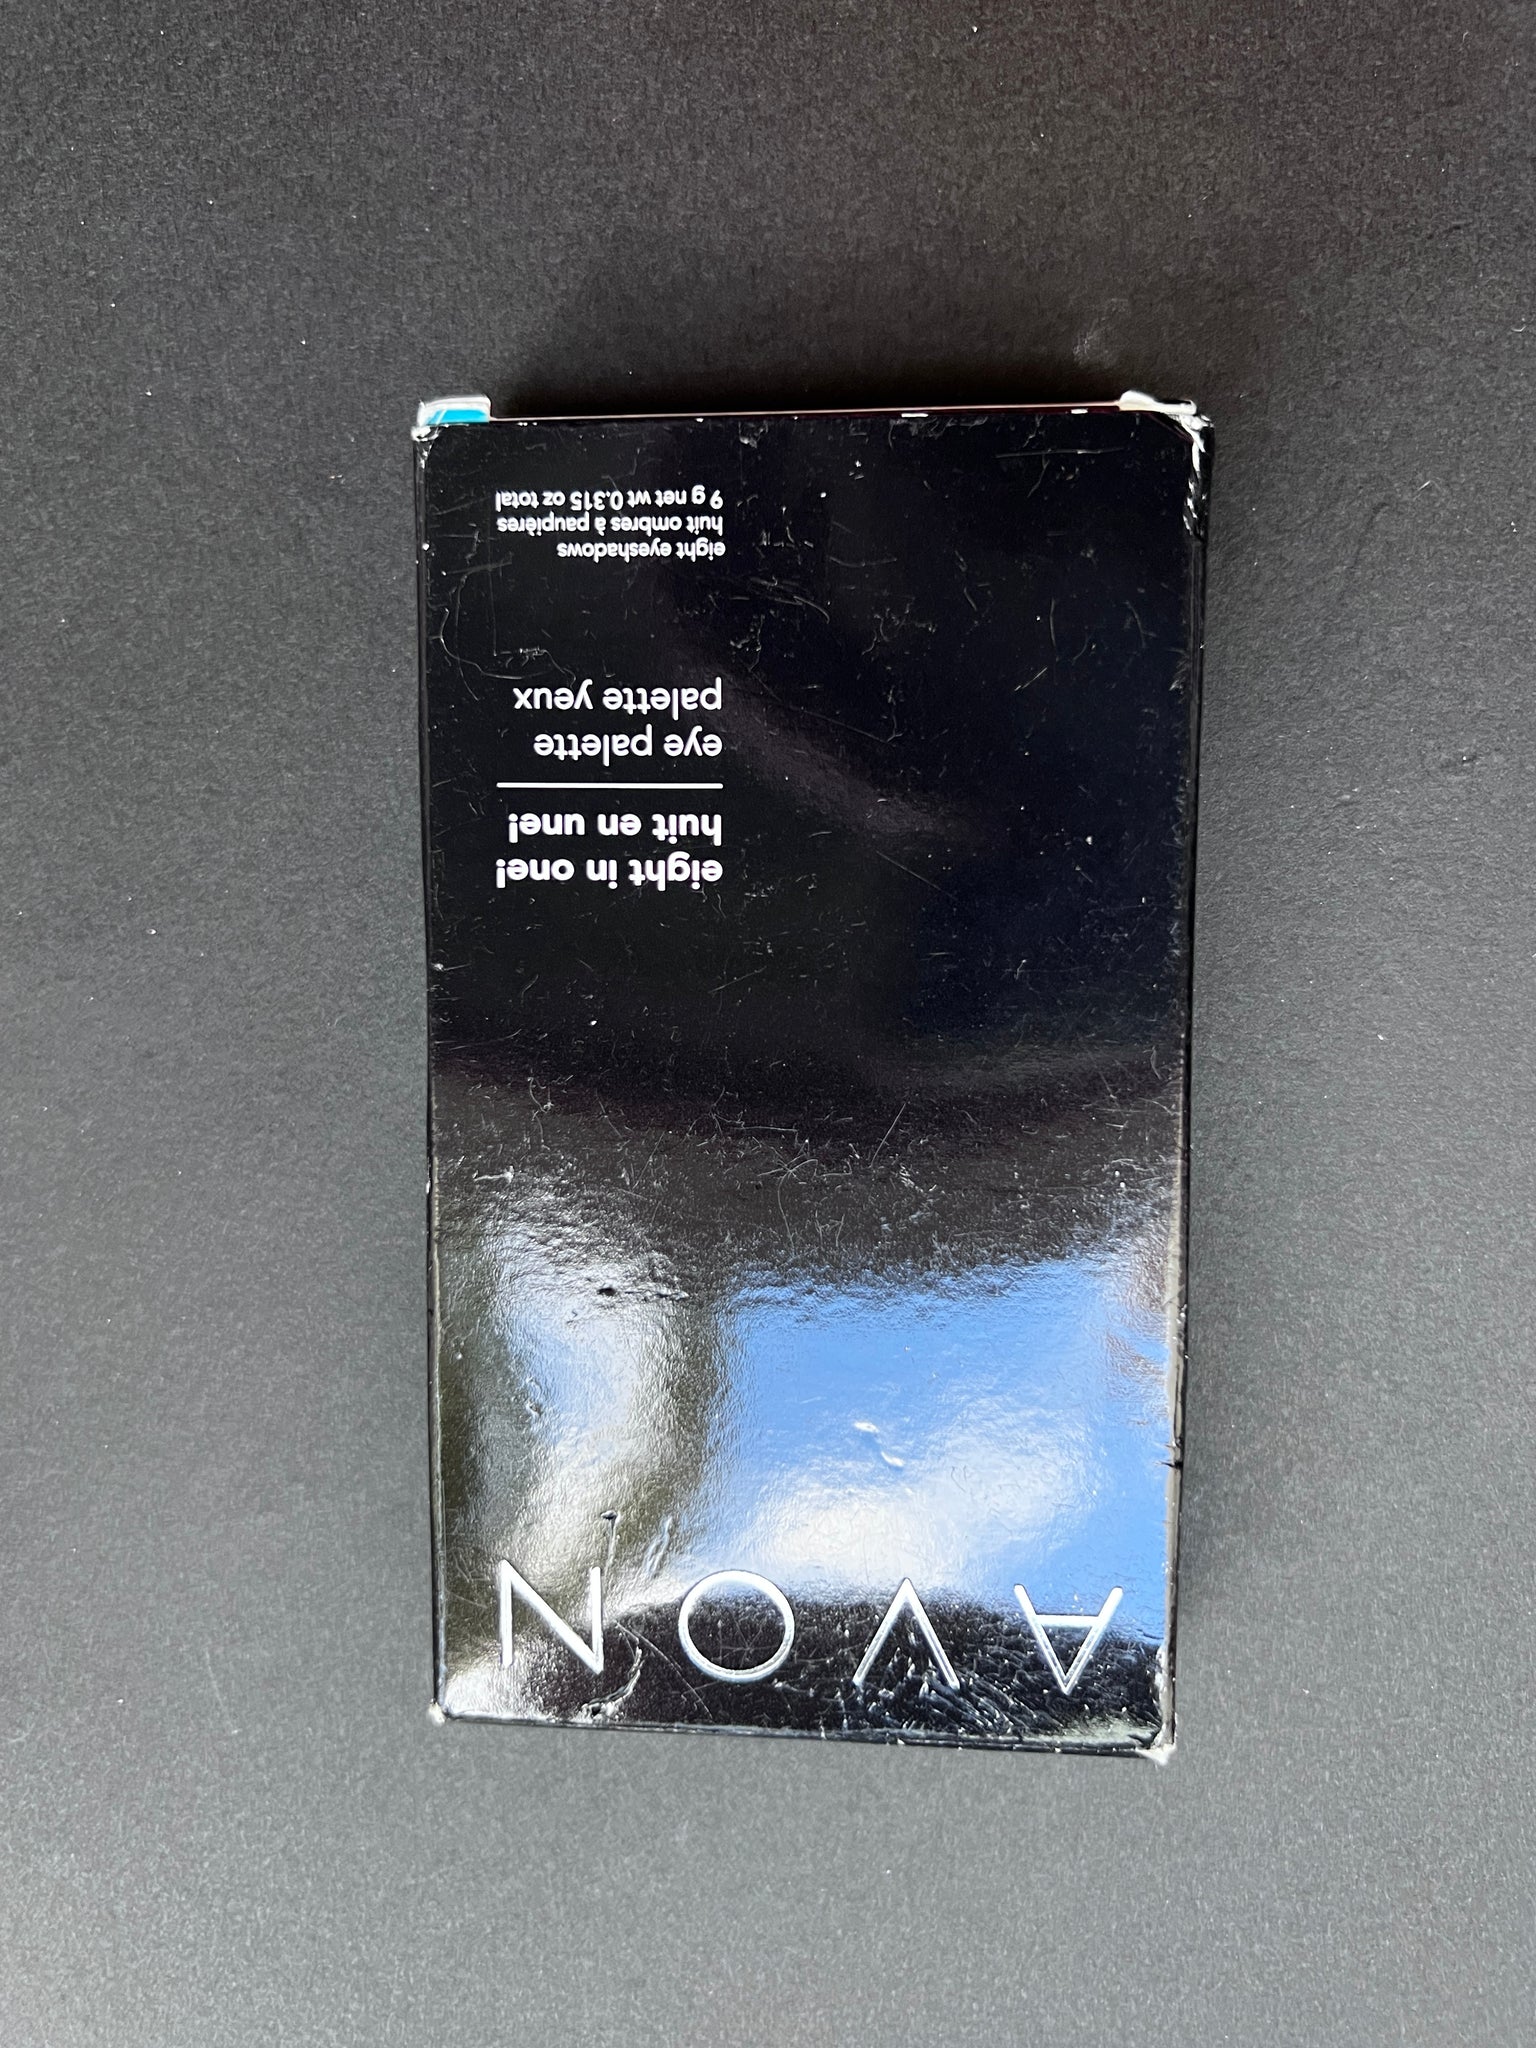 AVON
eight in one!
huit en une!
eye palette
palette yeux
eight eyeshadows
huit ombres à paupières
9 g net wt 0.315 oz total